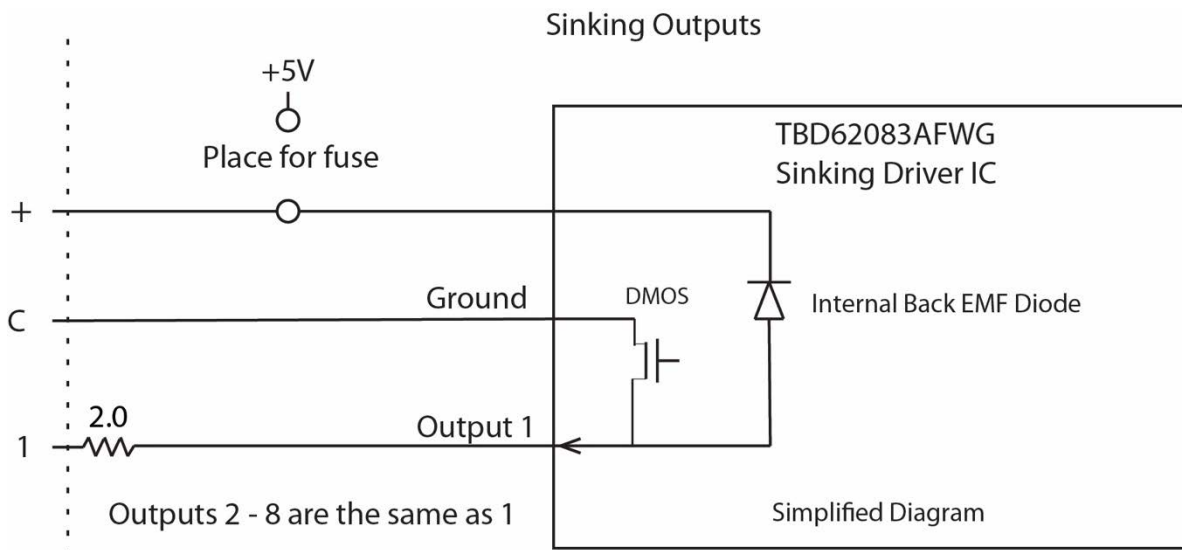 Sinking Outputs
+5V
Place for fuse
TBD62083AFWG
Sinking Driver IC
+
Ground
DMOS
Internal Back EMF Diode
C
2.0
Output 1
1
Outputs 2 - 8 are the same as 1
Simplified Diagram